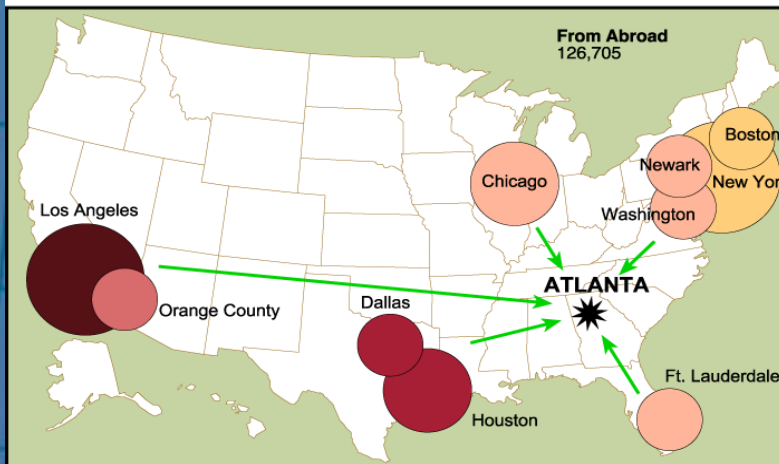 From Abroad
126,705
Boston
Newark
New Yor
Chicago
Washington
Los Angeles
ATLANTA
Orange County
Dallas
Ft. Lauderdale
Houston